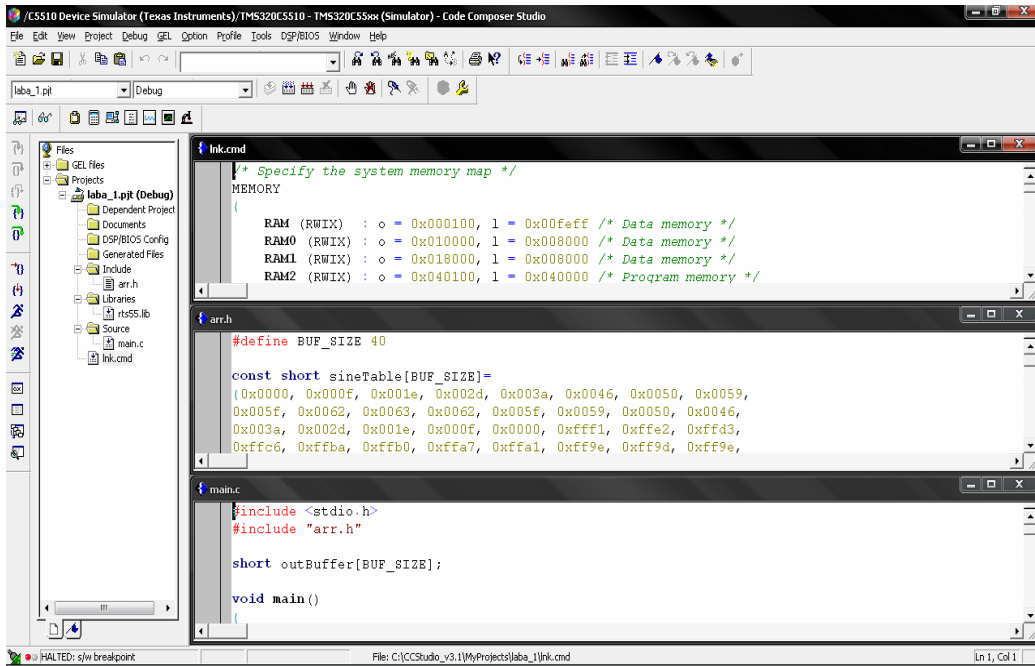 /C5510 Device Simulator (Texas Instruments)/TMS320C5510 - TMS320C55xx (Simulator) - Code Composer Studio
File Edit View Project Debug GEL Option Profile Tools DSP/BIOS Window Help
laba_1.pjt Debug
Files
GEL files
Projects
laba_1.pjt (Debug)
Dependent Project
Documents
DSP/BIOS Config
Generated Files
Include
arr.h
Libraries
rts55.lib
Source
main.c
lnk.cmd
lnk.cmd
/* Specify the system memory map */
MEMORY
{
RAM (RWIX) : o = 0x000100, l = 0x00feff /* Data memory */
RAM0 (RWIX) : o = 0x010000, l = 0x008000 /* Data memory */
RAM1 (RWIX) : o = 0x018000, l = 0x008000 /* Data memory */
RAM2 (RWIX) : o = 0x040100, l = 0x040000 /* Program memory */
arr.h
#define BUF_SIZE 40
const short sineTable[BUF_SIZE]=
{0x0000, 0x000f, 0x001e, 0x002d, 0x003a, 0x0046, 0x0050, 0x0059,
0x005f, 0x0062, 0x0063, 0x0062, 0x005f, 0x0059, 0x0050, 0x0046,
0x003a, 0x002d, 0x001e, 0x000f, 0x0000, 0xfff1, 0xffe2, 0xffd3,
0xffc6, 0xffba, 0xffb0, 0xffa7, 0xffa1, 0xff9e, 0xff9d, 0xff9e,
main.c
#include <stdio.h>
#include "arr.h"
short outBuffer[BUF_SIZE];
void main()
{
HALTED: s/w breakpoint
File: C:\CCStudio_v3.1\MyProjects\laba_1\lnk.cmd
Ln 1, Col 1